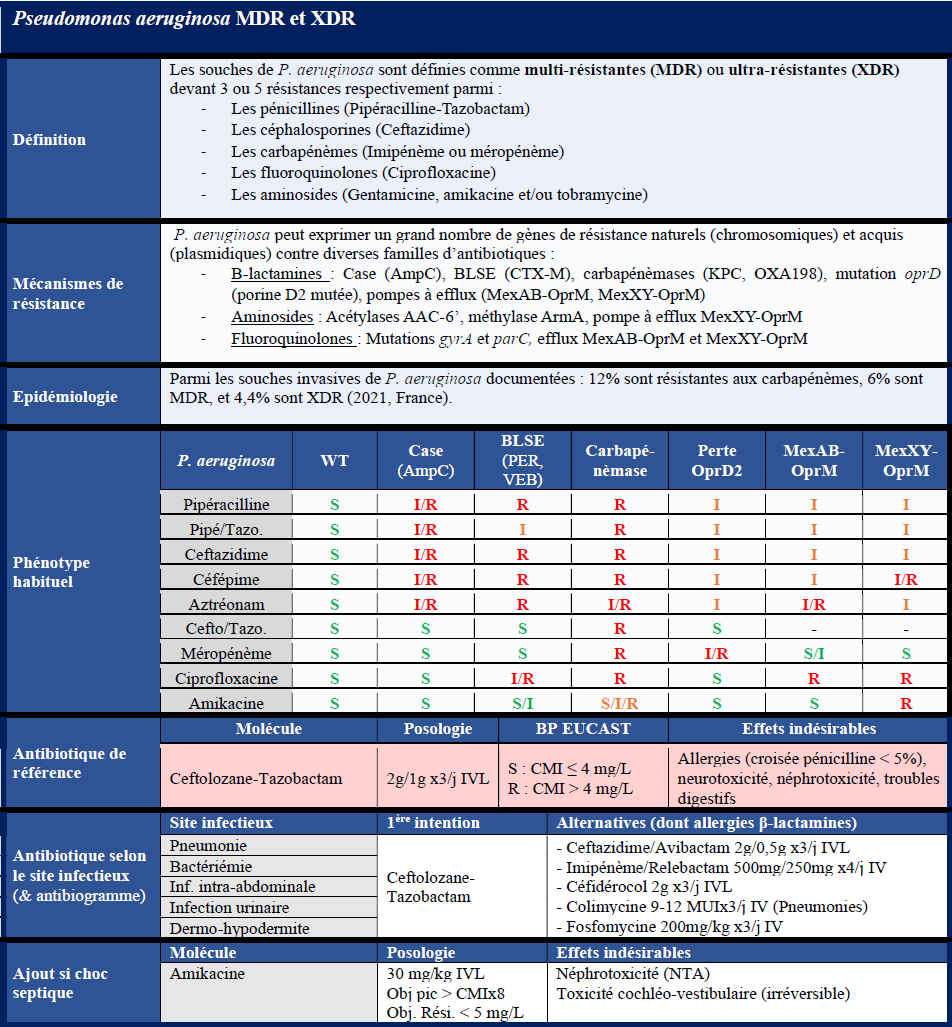 Pseudomonas aeruginosa MDR et XDR
Définition
Les souches de P. aeruginosa sont définies comme multi-résistantes (MDR) ou ultra-résistantes (XDR)
devant 3 ou 5 résistances respectivement parmi :
- Les pénicillines (Pipéracilline-Tazobactam)
- Les céphalosporines (Ceftazidime)
- Les carbapénèmes (Imipénème ou méropénème)
- Les fluoroquinolones (Ciprofloxacine)
- Les aminosides (Gentamicine, amikacine et/ou tobramycine)
Mécanismes de
résistance
P. aeruginosa peut exprimer un grand nombre de gènes de résistance naturels (chromosomiques) et acquis
(plasmidiques) contre diverses familles d’antibiotiques :
- B-lactamines : Case (AmpC), BLSE (CTX-M), carbapénèmases (KPC, OXA198), mutation oprD
(porine D2 mutée), pompes à efflux (MexAB-OprM, MexXY-OprM)
- Aminosides : Acétylases AAC-6’, méthylase ArmA, pompe à efflux MexXY-OprM
- Fluoroquinolones : Mutations gyrA et parC, efflux MexAB-OprM et MexXY-OprM
Epidémiologie
Parmi les souches invasives de P. aeruginosa documentées : 12% sont résistantes aux carbapénèmes, 6% sont
MDR, et 4,4% sont XDR (2021, France).
Phénotype
habituel
P. aeruginosa WT Case (AmpC) BLSE (PER, VEB) Carbapé-nèmase Perte OprD2 MexAB-OprM MexXY-OprM
Pipéracilline S I/R R R I I I
Pipé/Tazo. S I/R I R I I I
Ceftazidime S I/R R R I I I
Céfépime S I/R R R I I I/R
Aztréonam S I/R R I/R I I/R I
Cefto/Tazo. S S S R S - -
Méropénème S S S R I/R S/I S
Ciprofloxacine S S I/R R S R R
Amikacine S S S/I S/I/R S S R
Antibiotique de
référence
Molécule Posologie BP EUCAST Effets indésirables
Ceftolozane-Tazobactam
2g/1g x3/j IVL
S : CMI ≤ 4 mg/L
R : CMI > 4 mg/L
Allergies (croisée pénicilline < 5%),
neurotoxicité, néphrotoxicité, troubles
digestifs
Antibiotique selon
le site infectieux
(& antibiogramme)
Site infectieux 1ère intention Alternatives (dont allergies β-lactamines)
Pneumonie
Bactériémie
Inf. intra-abdominale
Infection urinaire
Dermo-hypodermite
Ceftolozane-
Tazobactam
- Ceftazidime/Avibactam 2g/0,5g x3/j IVL
- Imipénème/Relebactam 500mg/250mg x4/j IV
- Céfidérocol 2g x3/j IVL
- Colimycine 9-12 MUIx3/j IV (Pneumonies)
- Fosfomycine 200mg/kg x3/j IV
Ajout si choc
septique
Molécule Posologie Effets indésirables
Amikacine
30 mg/kg IVL
Obj pic > CMIx8
Obj. Rési. < 5 mg/L
Néphrotoxicité (NTA)
Toxicité cochléo-vestibulaire (irréversible)